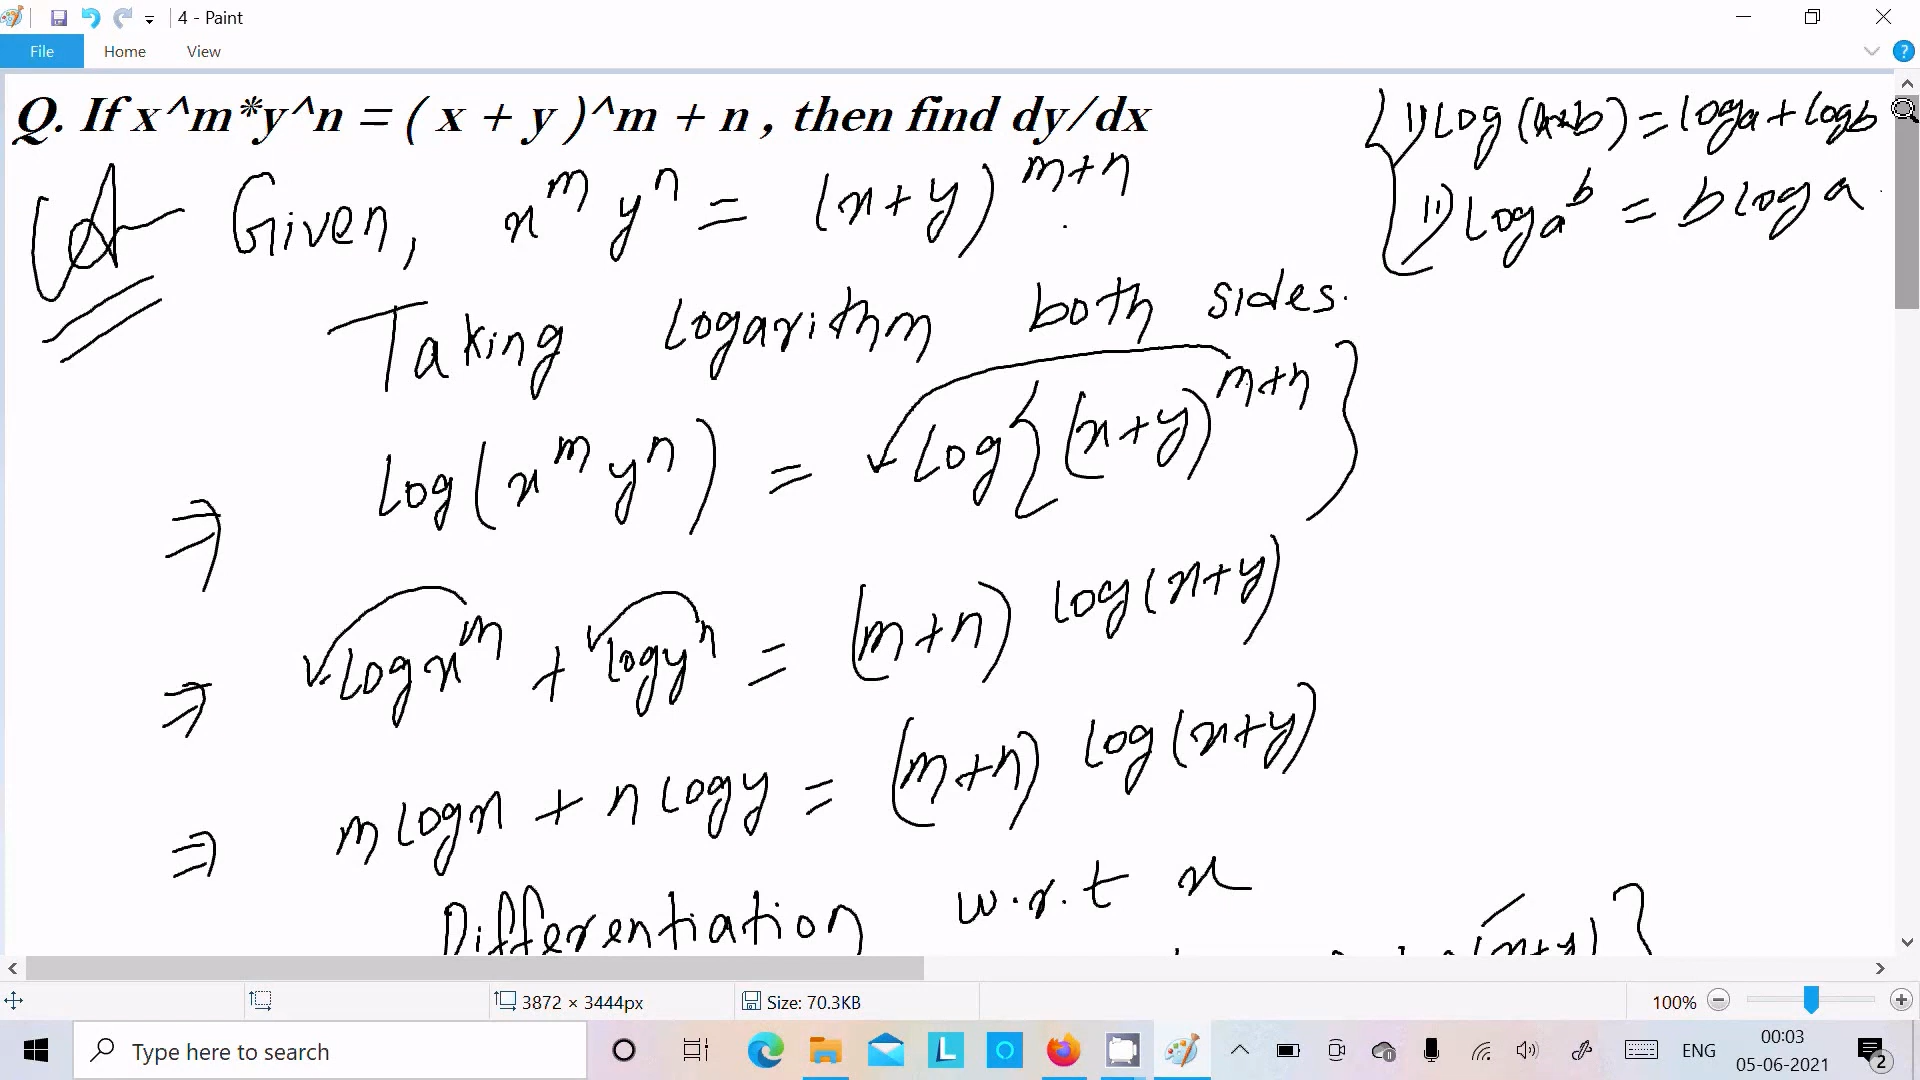 4 - Paint
File Home View
Q. If x^m*y^n = ( x + y )^m + n , then find dy/dx
i) log(a*b) = loga + logb
ii) log a^b = b log a
A Given, x^m y^n = (x+y)^m+n
Taking logarithm both sides.
⇒ log(x^m y^n) = log{(x+y)^m+n}
⇒ log x^m + log y^n = (m+n) log(x+y)
⇒ m log x + n log y = (m+n) log(x+y)
Differentiation w.r.t x
(x+y)}
3872 × 3444px Size: 70.3KB 100%
Type here to search
ENG 00:03
05-06-2021
2